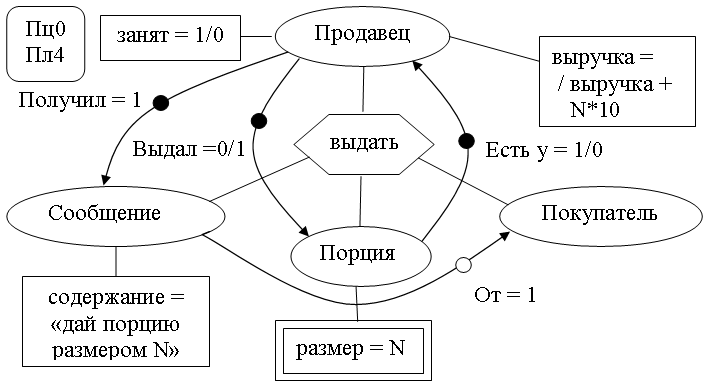 Пц0
Пл4
занят = 1/0
Продавец
выручка =
/ выручка +
N*10
Получил = 1
Выдал =0/1
выдать
Есть у = 1/0
Сообщение
Порция
Покупатель
содержание =
«дай порцию
размером N»
От = 1
размер = N